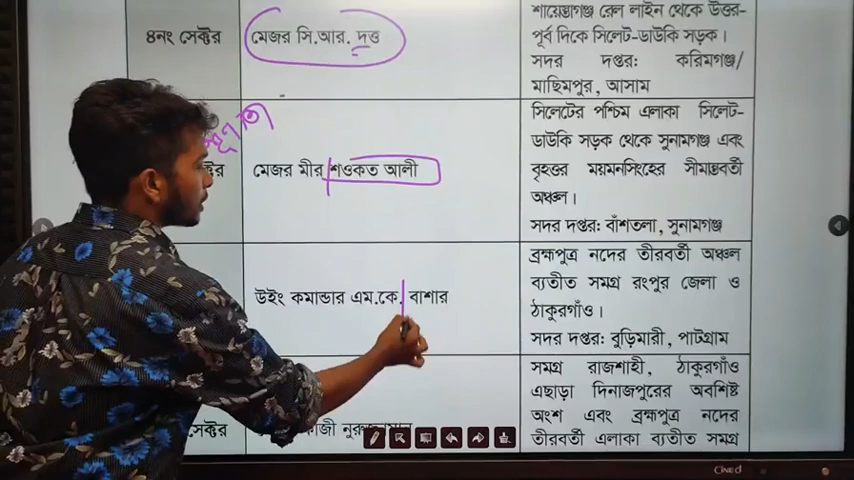 ৪নং সেক্টর
মেজর সি.আর. দত্ত
শায়েস্তাগঞ্জ রেল লাইন থেকে উত্তর-
পূর্ব দিকে সিলেট-ডাউকি সড়ক।
সদর দপ্তর: করিমগঞ্জ/
মাছিমপুর, আসাম
মেজর মীর শওকত আলী
সিলেটের পশ্চিম এলাকা সিলেট-
ডাউকি সড়ক থেকে সুনামগঞ্জ এবং
বৃহত্তর ময়মনসিংহের সীমান্তবর্তী
অঞ্চল।
সদর দপ্তর: বাঁশতলা, সুনামগঞ্জ
উইং কমান্ডার এম.কে. বাশার
ব্রহ্মপুত্র নদের তীরবর্তী অঞ্চল
ব্যতীত সমগ্র রংপুর জেলা ও
ঠাকুরগাঁও।
সদর দপ্তর: বুড়িমারী, পাটগ্রাম
সেক্টর
সমগ্র রাজশাহী, ঠাকুরগাঁও
এছাড়া দিনাজপুরের অবশিষ্ট
অংশ এবং ব্রহ্মপুত্র নদের
তীরবর্তী এলাকা ব্যতীত সমগ্র